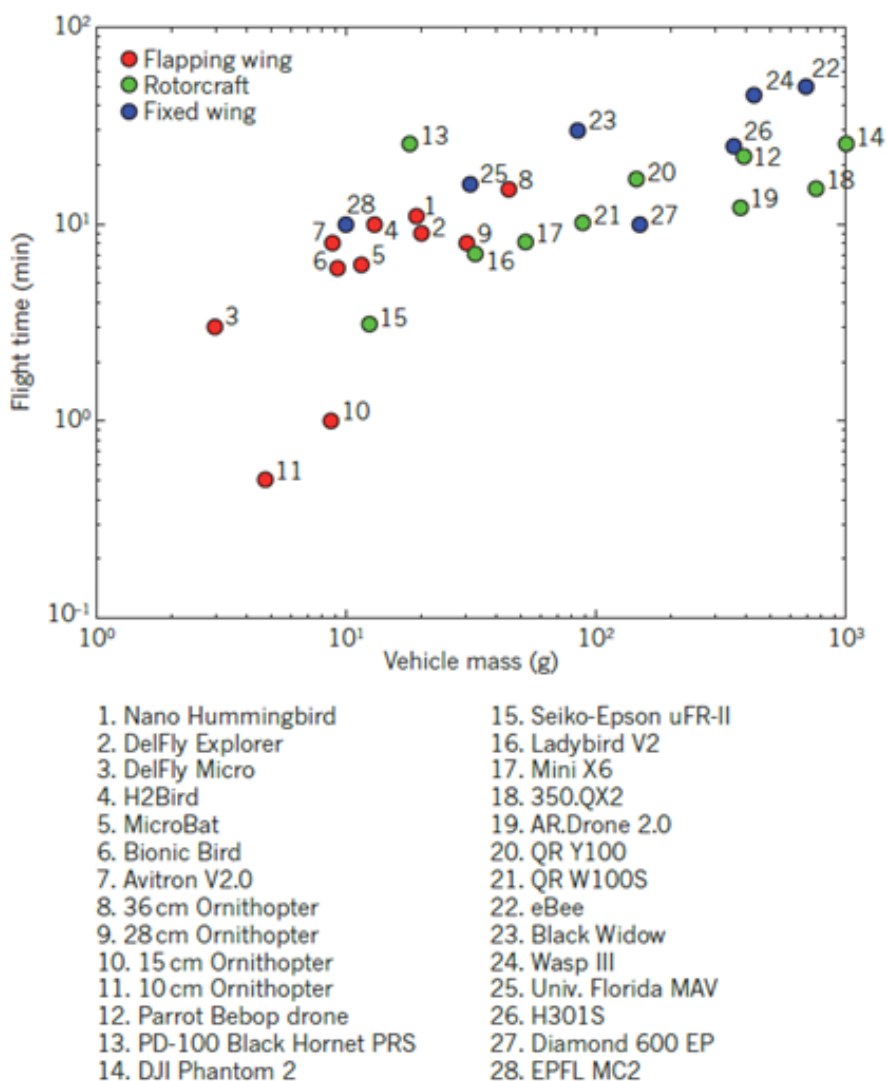 10²
Flapping wing
Rotorcraft
Fixed wing
24
22
23
13
26
14
12
25
8
20
18
19
28
1
21
27
7
4
2
9
17
10¹
6
5
16
3
15
Flight time (min)
10⁰
10
11
10⁻¹
10⁰
10¹
10²
10³
Vehicle mass (g)
1. Nano Hummingbird
2. DelFly Explorer
3. DelFly Micro
4. H2Bird
5. MicroBat
6. Bionic Bird
7. Avitron V2.0
8. 36 cm Ornithopter
9. 28 cm Ornithopter
10. 15 cm Ornithopter
11. 10 cm Ornithopter
12. Parrot Bebop drone
13. PD-100 Black Hornet PRS
14. DJI Phantom 2
15. Seiko-Epson uFR-II
16. Ladybird V2
17. Mini X6
18. 350.QX2
19. AR.Drone 2.0
20. QR Y100
21. QR W100S
22. eBee
23. Black Widow
24. Wasp III
25. Univ. Florida MAV
26. H301S
27. Diamond 600 EP
28. EPFL MC2